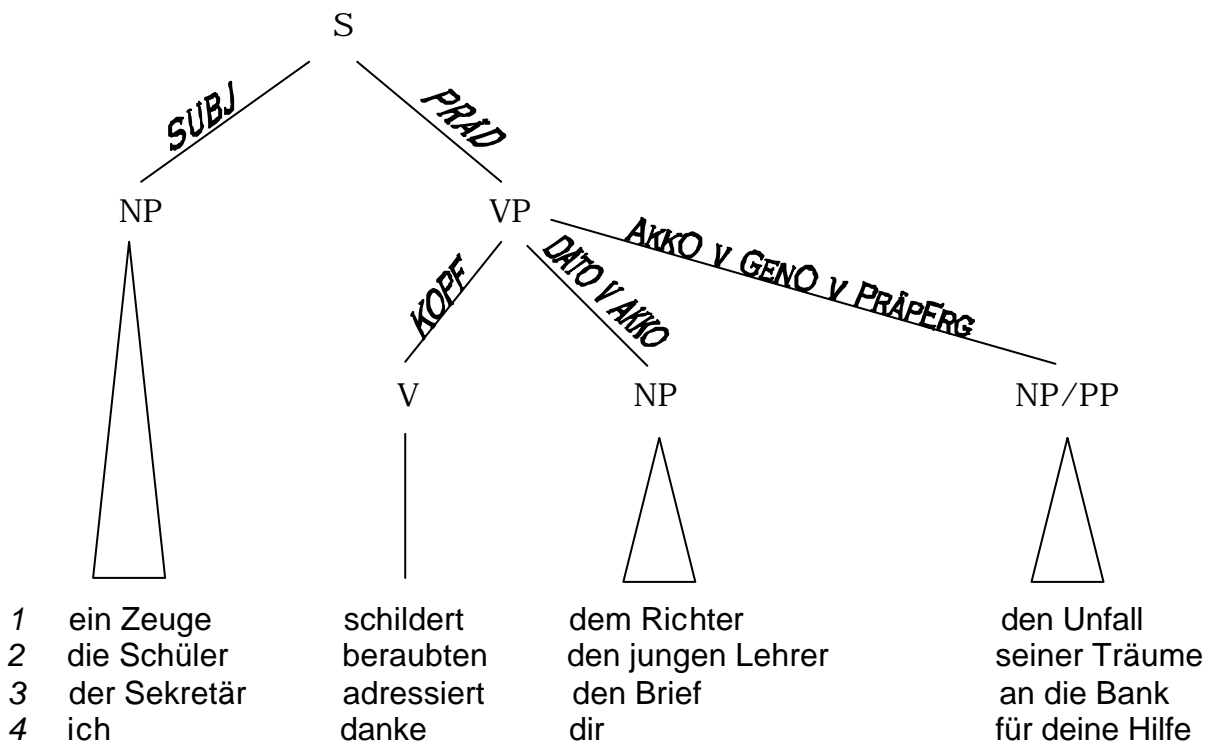 S
SUBJ PRÄD
NP VP
AKKO V GENO V PRÄPERG
KOPF DATO V AKKO
V NP NP/PP
1 ein Zeuge schildert dem Richter den Unfall
2 die Schüler beraubten den jungen Lehrer seiner Träume
3 der Sekretär adressiert den Brief an die Bank
4 ich danke dir für deine Hilfe